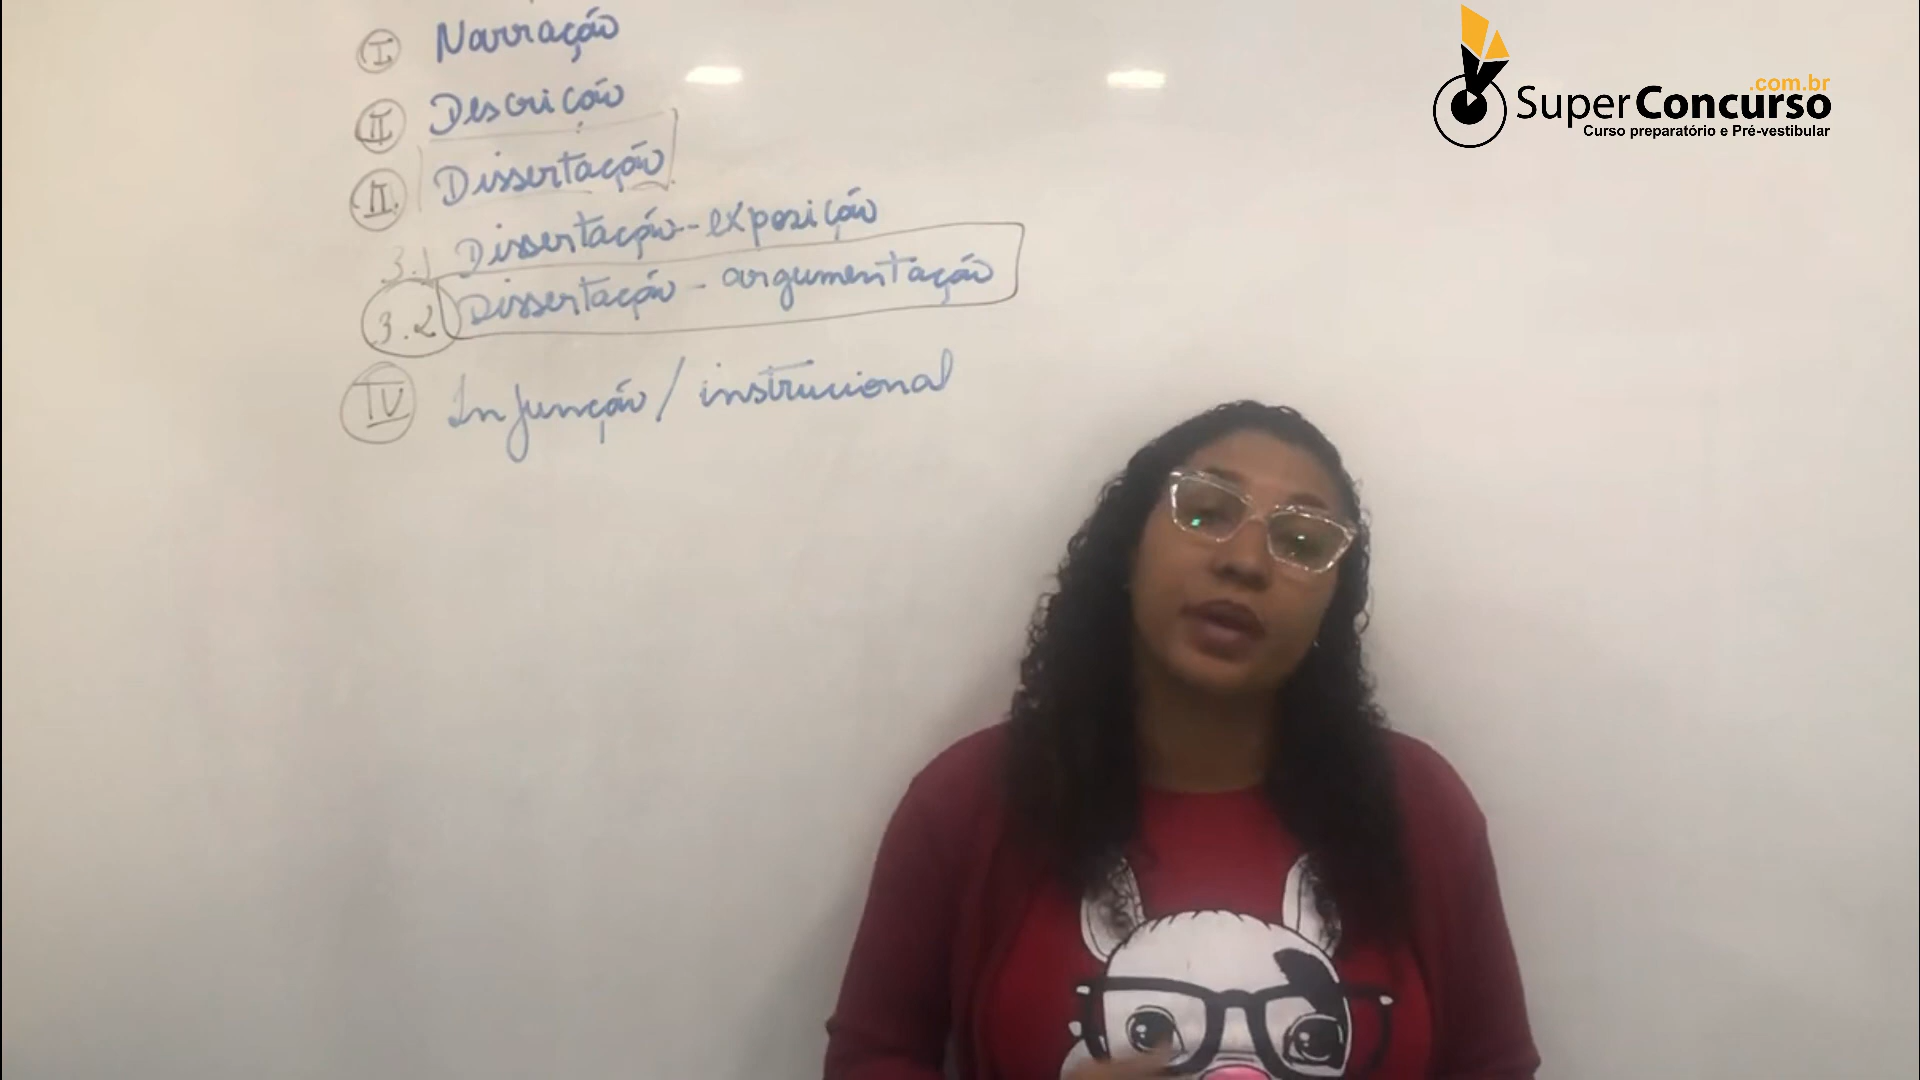 I Narração
II Descrição
II. Dissertação
3.1 Dissertação-exposição
3.2 Dissertação - argumentação
IV Injunção / instrucional
.com.br
SuperConcurso
Curso preparatório e Pré-vestibular